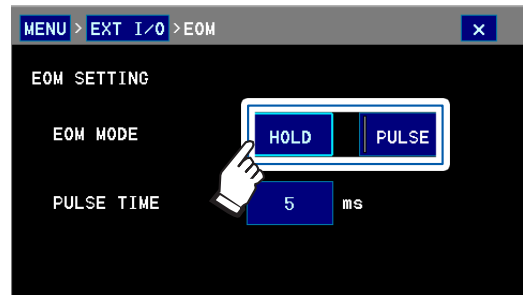 MENU > EXT I/O > EOM ×
EOM SETTING
EOM MODE HOLD PULSE
PULSE TIME 5 ms